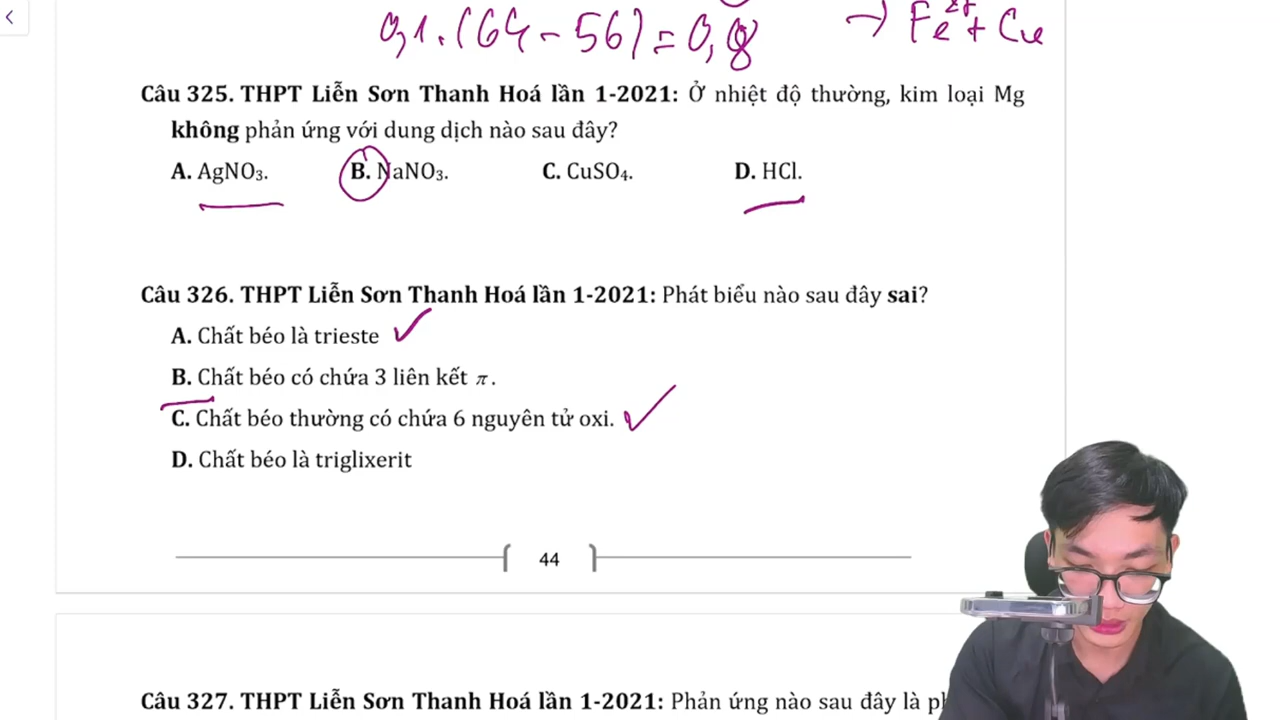 0,1.(64 - 56) = 0,8 → Fe²⁺ + Cu
Câu 325. THPT Liễn Sơn Thanh Hoá lần 1-2021: Ở nhiệt độ thường, kim loại Mg
không phản ứng với dung dịch nào sau đây?
A. AgNO₃. B. NaNO₃. C. CuSO₄. D. HCl.
Câu 326. THPT Liễn Sơn Thanh Hoá lần 1-2021: Phát biểu nào sau đây sai?
A. Chất béo là trieste
B. Chất béo có chứa 3 liên kết π.
C. Chất béo thường có chứa 6 nguyên tử oxi.
D. Chất béo là triglixerit
44
Câu 327. THPT Liễn Sơn Thanh Hoá lần 1-2021: Phản ứng nào sau đây là